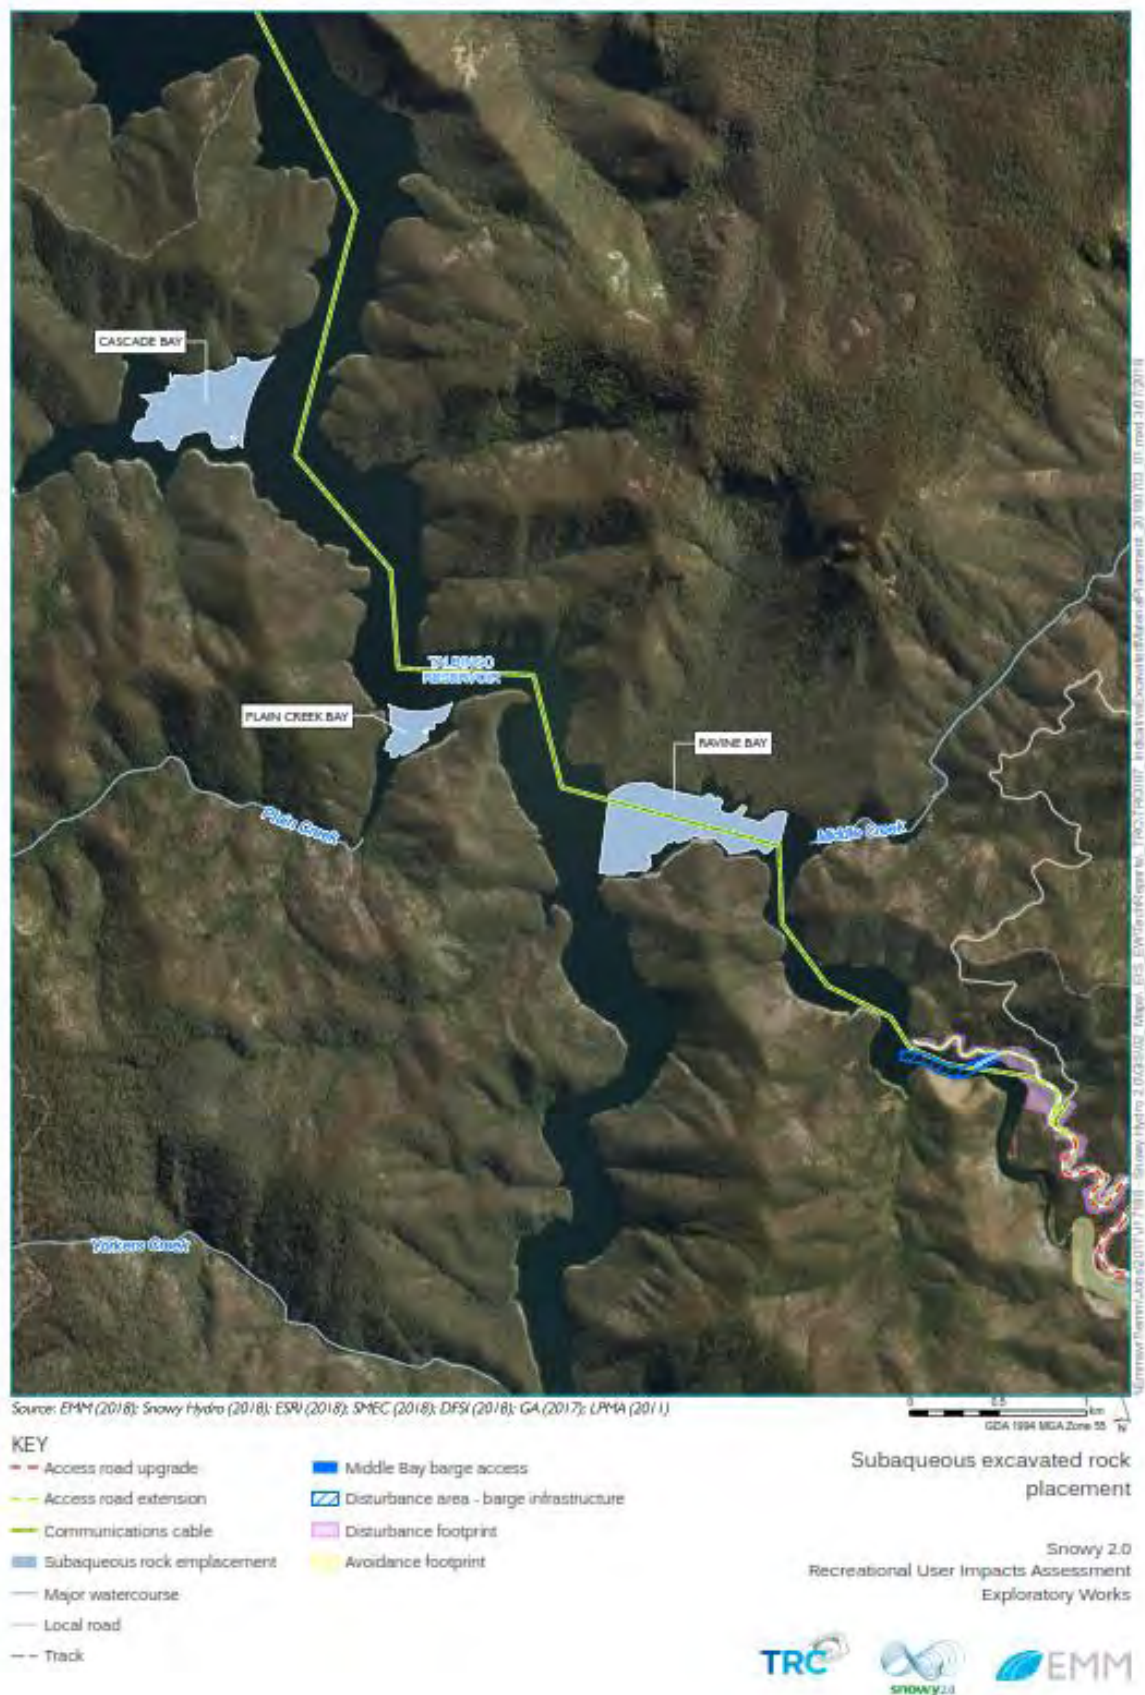 CASCADE BAY
TALBINGO
RESERVOIR
PLAIN CREEK BAY
RAVINE BAY
Plain Creek
Middle Creek
Yorkers Creek
Source: EMM (2018); Snowy Hydro (2018); ESRI (2018); SMEC (2018); DFSI (2018); GA (2017); LPMA (2011)
0 0.5 1
km
GDA 1994 MGA Zone 55
N
KEY
Access road upgrade
Access road extension
Communications cable
Subaqueous rock emplacement
Major watercourse
Local road
Track
Middle Bay barge access
Disturbance area - barge infrastructure
Disturbance footprint
Avoidance footprint
Subaqueous excavated rock
placement
Snowy 2.0
Recreational User Impacts Assessment
Exploratory Works
TRC
snowy2.0
EMM